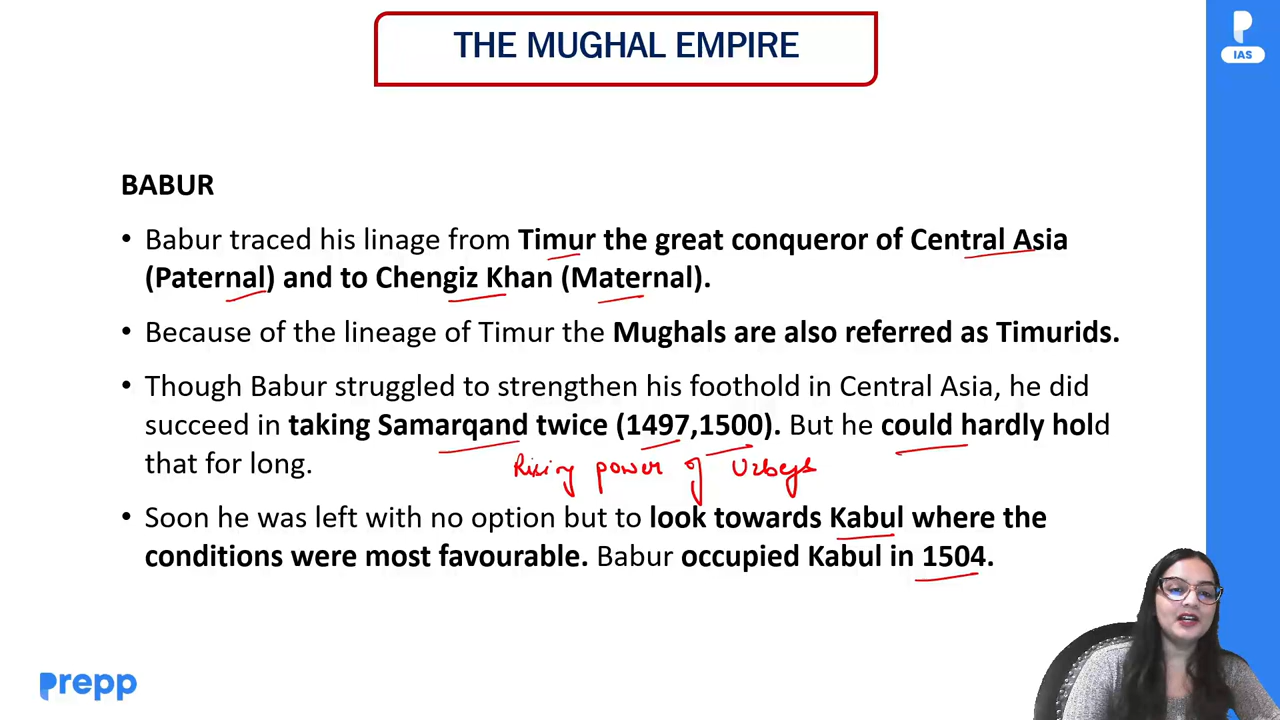 THE MUGHAL EMPIRE
IAS
BABUR
• Babur traced his linage from Timur the great conqueror of Central Asia
(Paternal) and to Chengiz Khan (Maternal).
• Because of the lineage of Timur the Mughals are also referred as Timurids.
• Though Babur struggled to strengthen his foothold in Central Asia, he did
succeed in taking Samarqand twice (1497,1500). But he could hardly hold
that for long.
Rising power of Uzbegs
• Soon he was left with no option but to look towards Kabul where the
conditions were most favourable. Babur occupied Kabul in 1504.
prepp